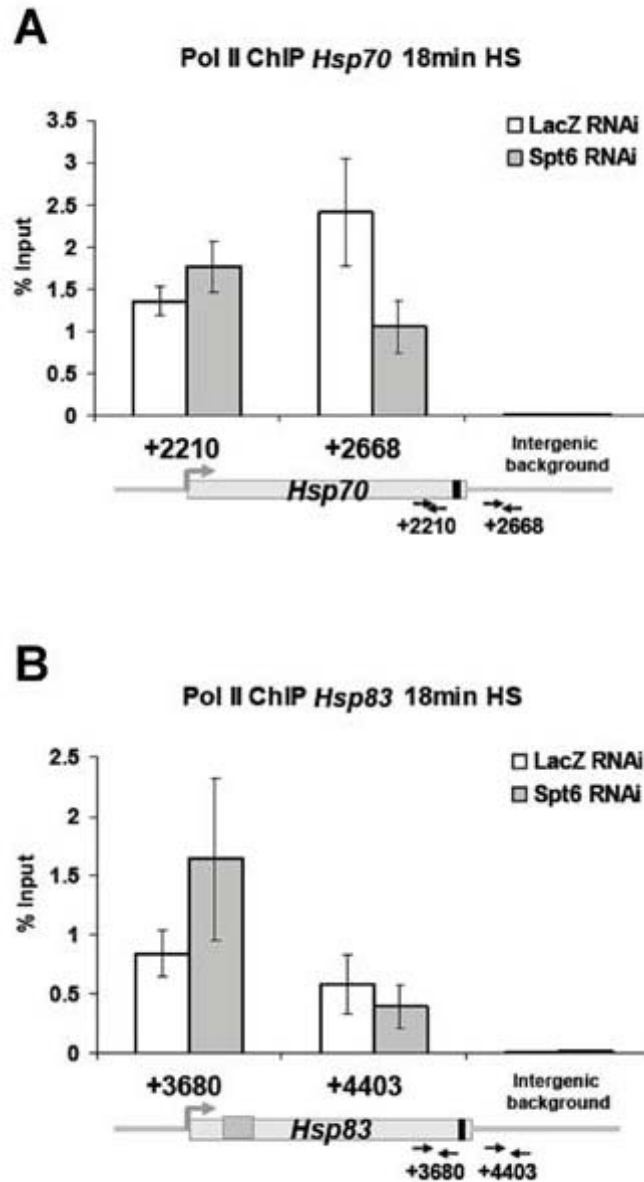 A
Pol II ChIP Hsp70 18min HS
LacZ RNAi
Spt6 RNAi
% Input
3.5
3
2.5
2
1.5
1
0.5
0
+2210 +2668 Intergenic background
Hsp70
+2210 +2668
B
Pol II ChIP Hsp83 18min HS
LacZ RNAi
Spt6 RNAi
% Input
2.5
2
1.5
1
0.5
0
+3680 +4403 Intergenic background
Hsp83
+3680 +4403